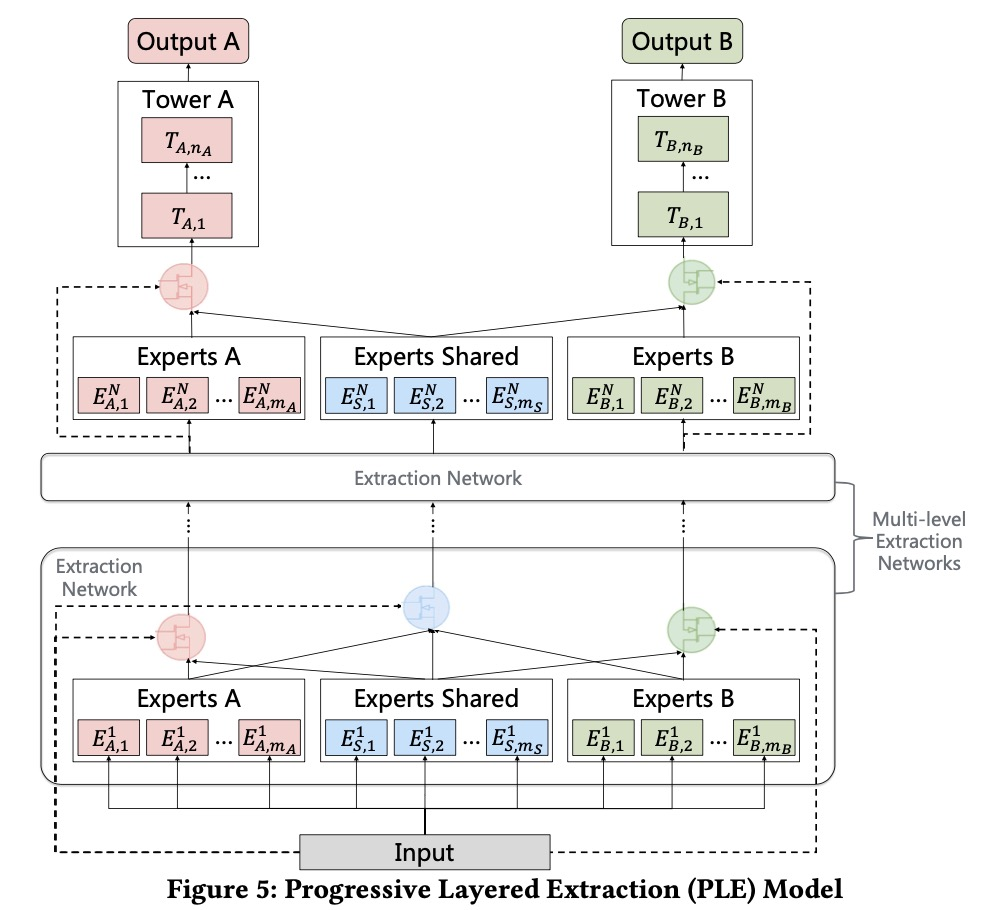 Output A
Output B
Tower A
Tower B
T_{A,n_A}
T_{B,n_B}
...
...
T_{A,1}
T_{B,1}
Experts A
Experts Shared
Experts B
E^N_{A,1} E^N_{A,2} ... E^N_{A,m_A}
E^N_{S,1} E^N_{S,2} ... E^N_{S,m_S}
E^N_{B,1} E^N_{B,2} ... E^N_{B,m_B}
Extraction Network
Multi-level
Extraction
Networks
Extraction
Network
Experts A
Experts Shared
Experts B
E^1_{A,1} E^1_{A,2} ... E^1_{A,m_A}
E^1_{S,1} E^1_{S,2} ... E^1_{S,m_S}
E^1_{B,1} E^1_{B,2} ... E^1_{B,m_B}
Input
Figure 5: Progressive Layered Extraction (PLE) Model